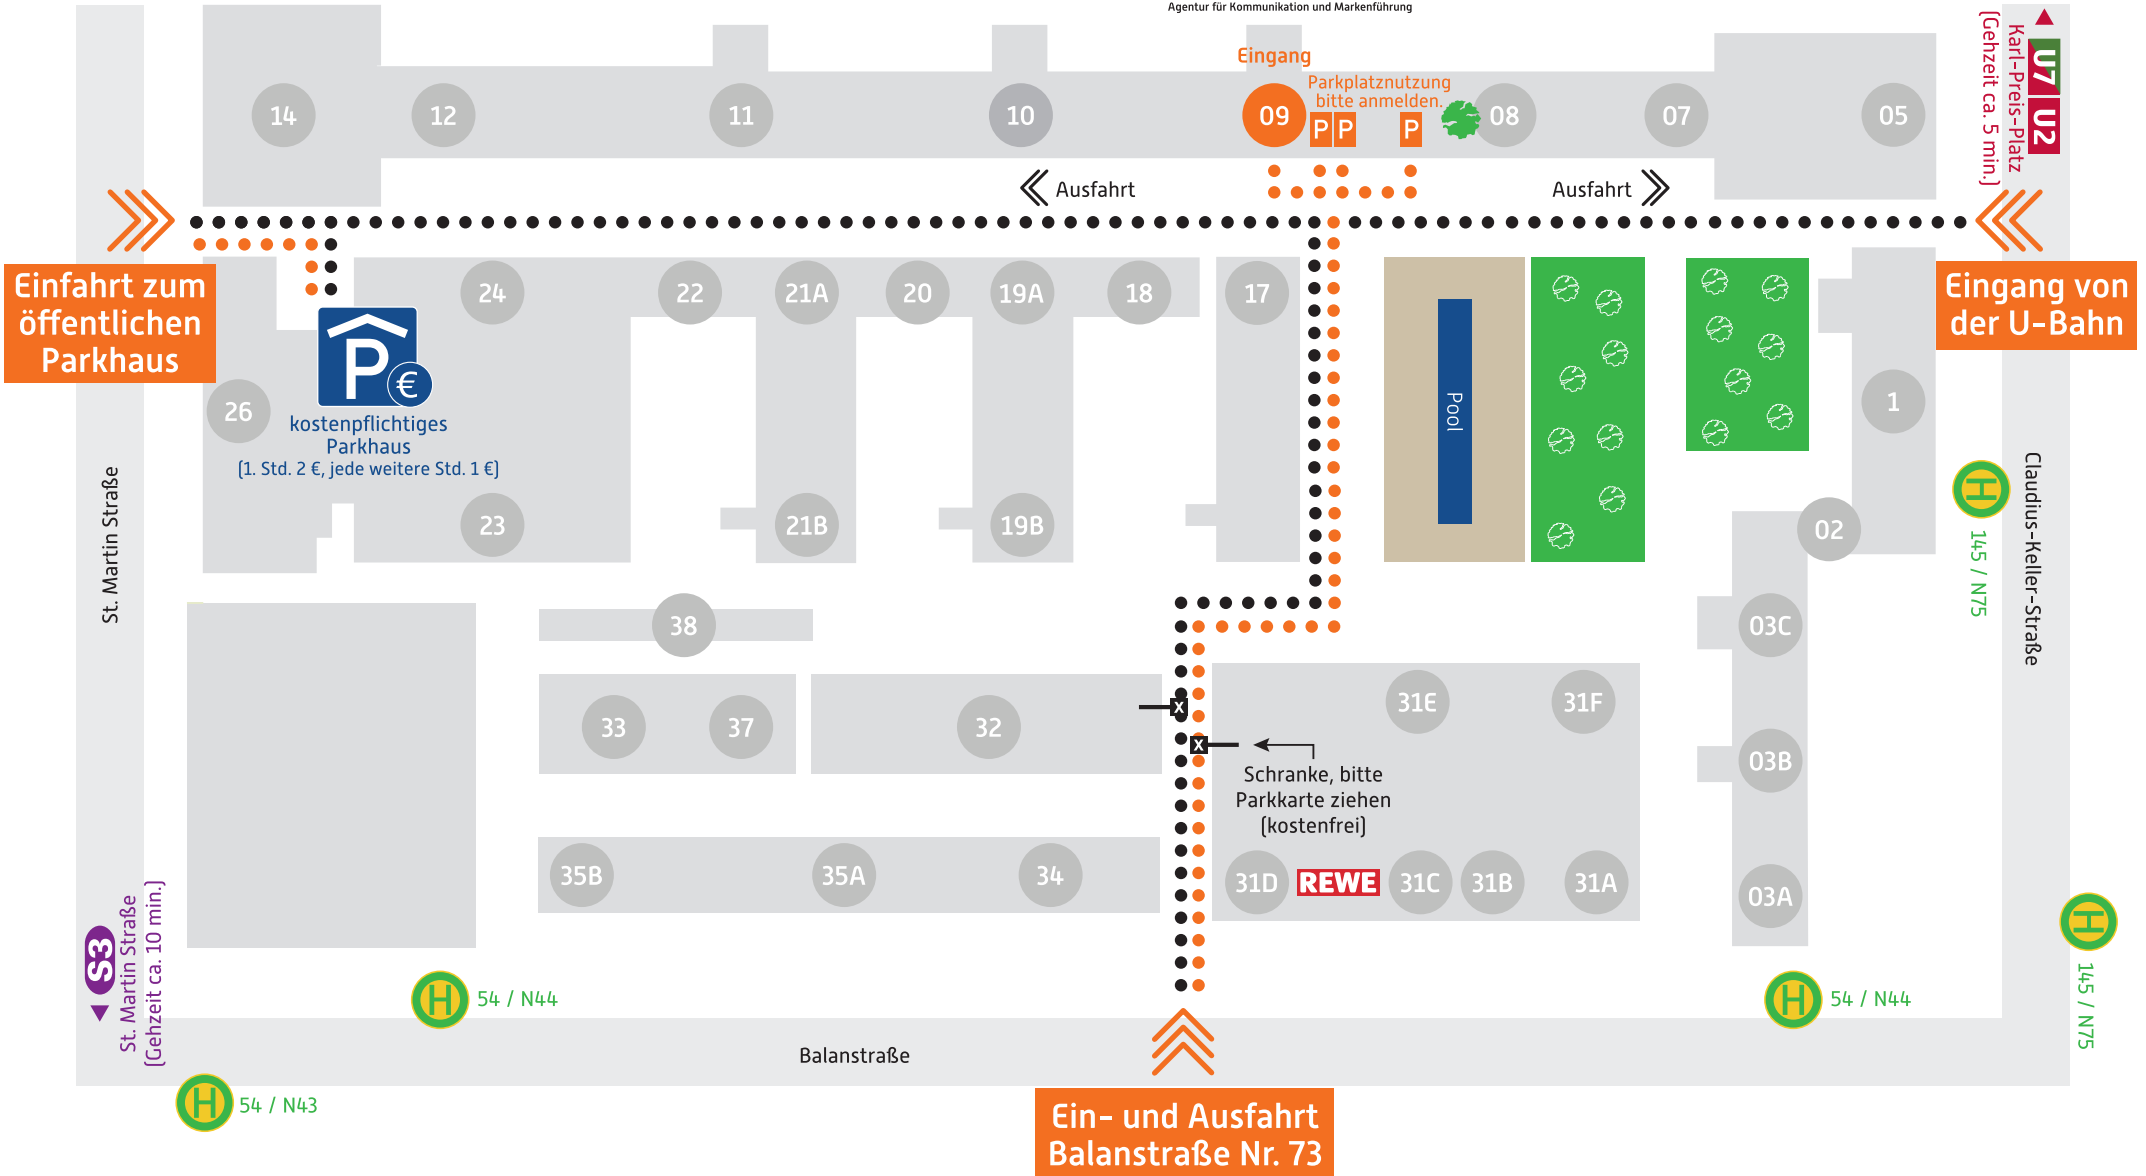 Agentur für Kommunikation und Markenführung
Eingang
Parkplatznutzung
bitte anmelden.
14
12
11
10
09
P
P
P
08
07
05
U7
U2
Karl-Preis-Platz
(Gehzeit ca. 5 min.)
Ausfahrt
Ausfahrt
Einfahrt zum
öffentlichen
Parkhaus
Eingang von
der U-Bahn
24
22
21A
20
19A
18
17
P
€
kostenpflichtiges
Parkhaus
(1. Std. 2 €, jede weitere Std. 1 €)
26
Pool
1
23
21B
19B
02
St. Martin Straße
Claudius-Keller-Straße
H
145 / N75
38
03C
33
37
32
X
X
31E
31F
Schranke, bitte
Parkkarte ziehen
(kostenfrei)
03B
35B
35A
34
31D
REWE
31C
31B
31A
03A
S3
St. Martin Straße
(Gehzeit ca. 10 min.)
H
54 / N44
H
54 / N44
H
145 / N75
Balanstraße
H
54 / N43
Ein- und Ausfahrt
Balanstraße Nr. 73